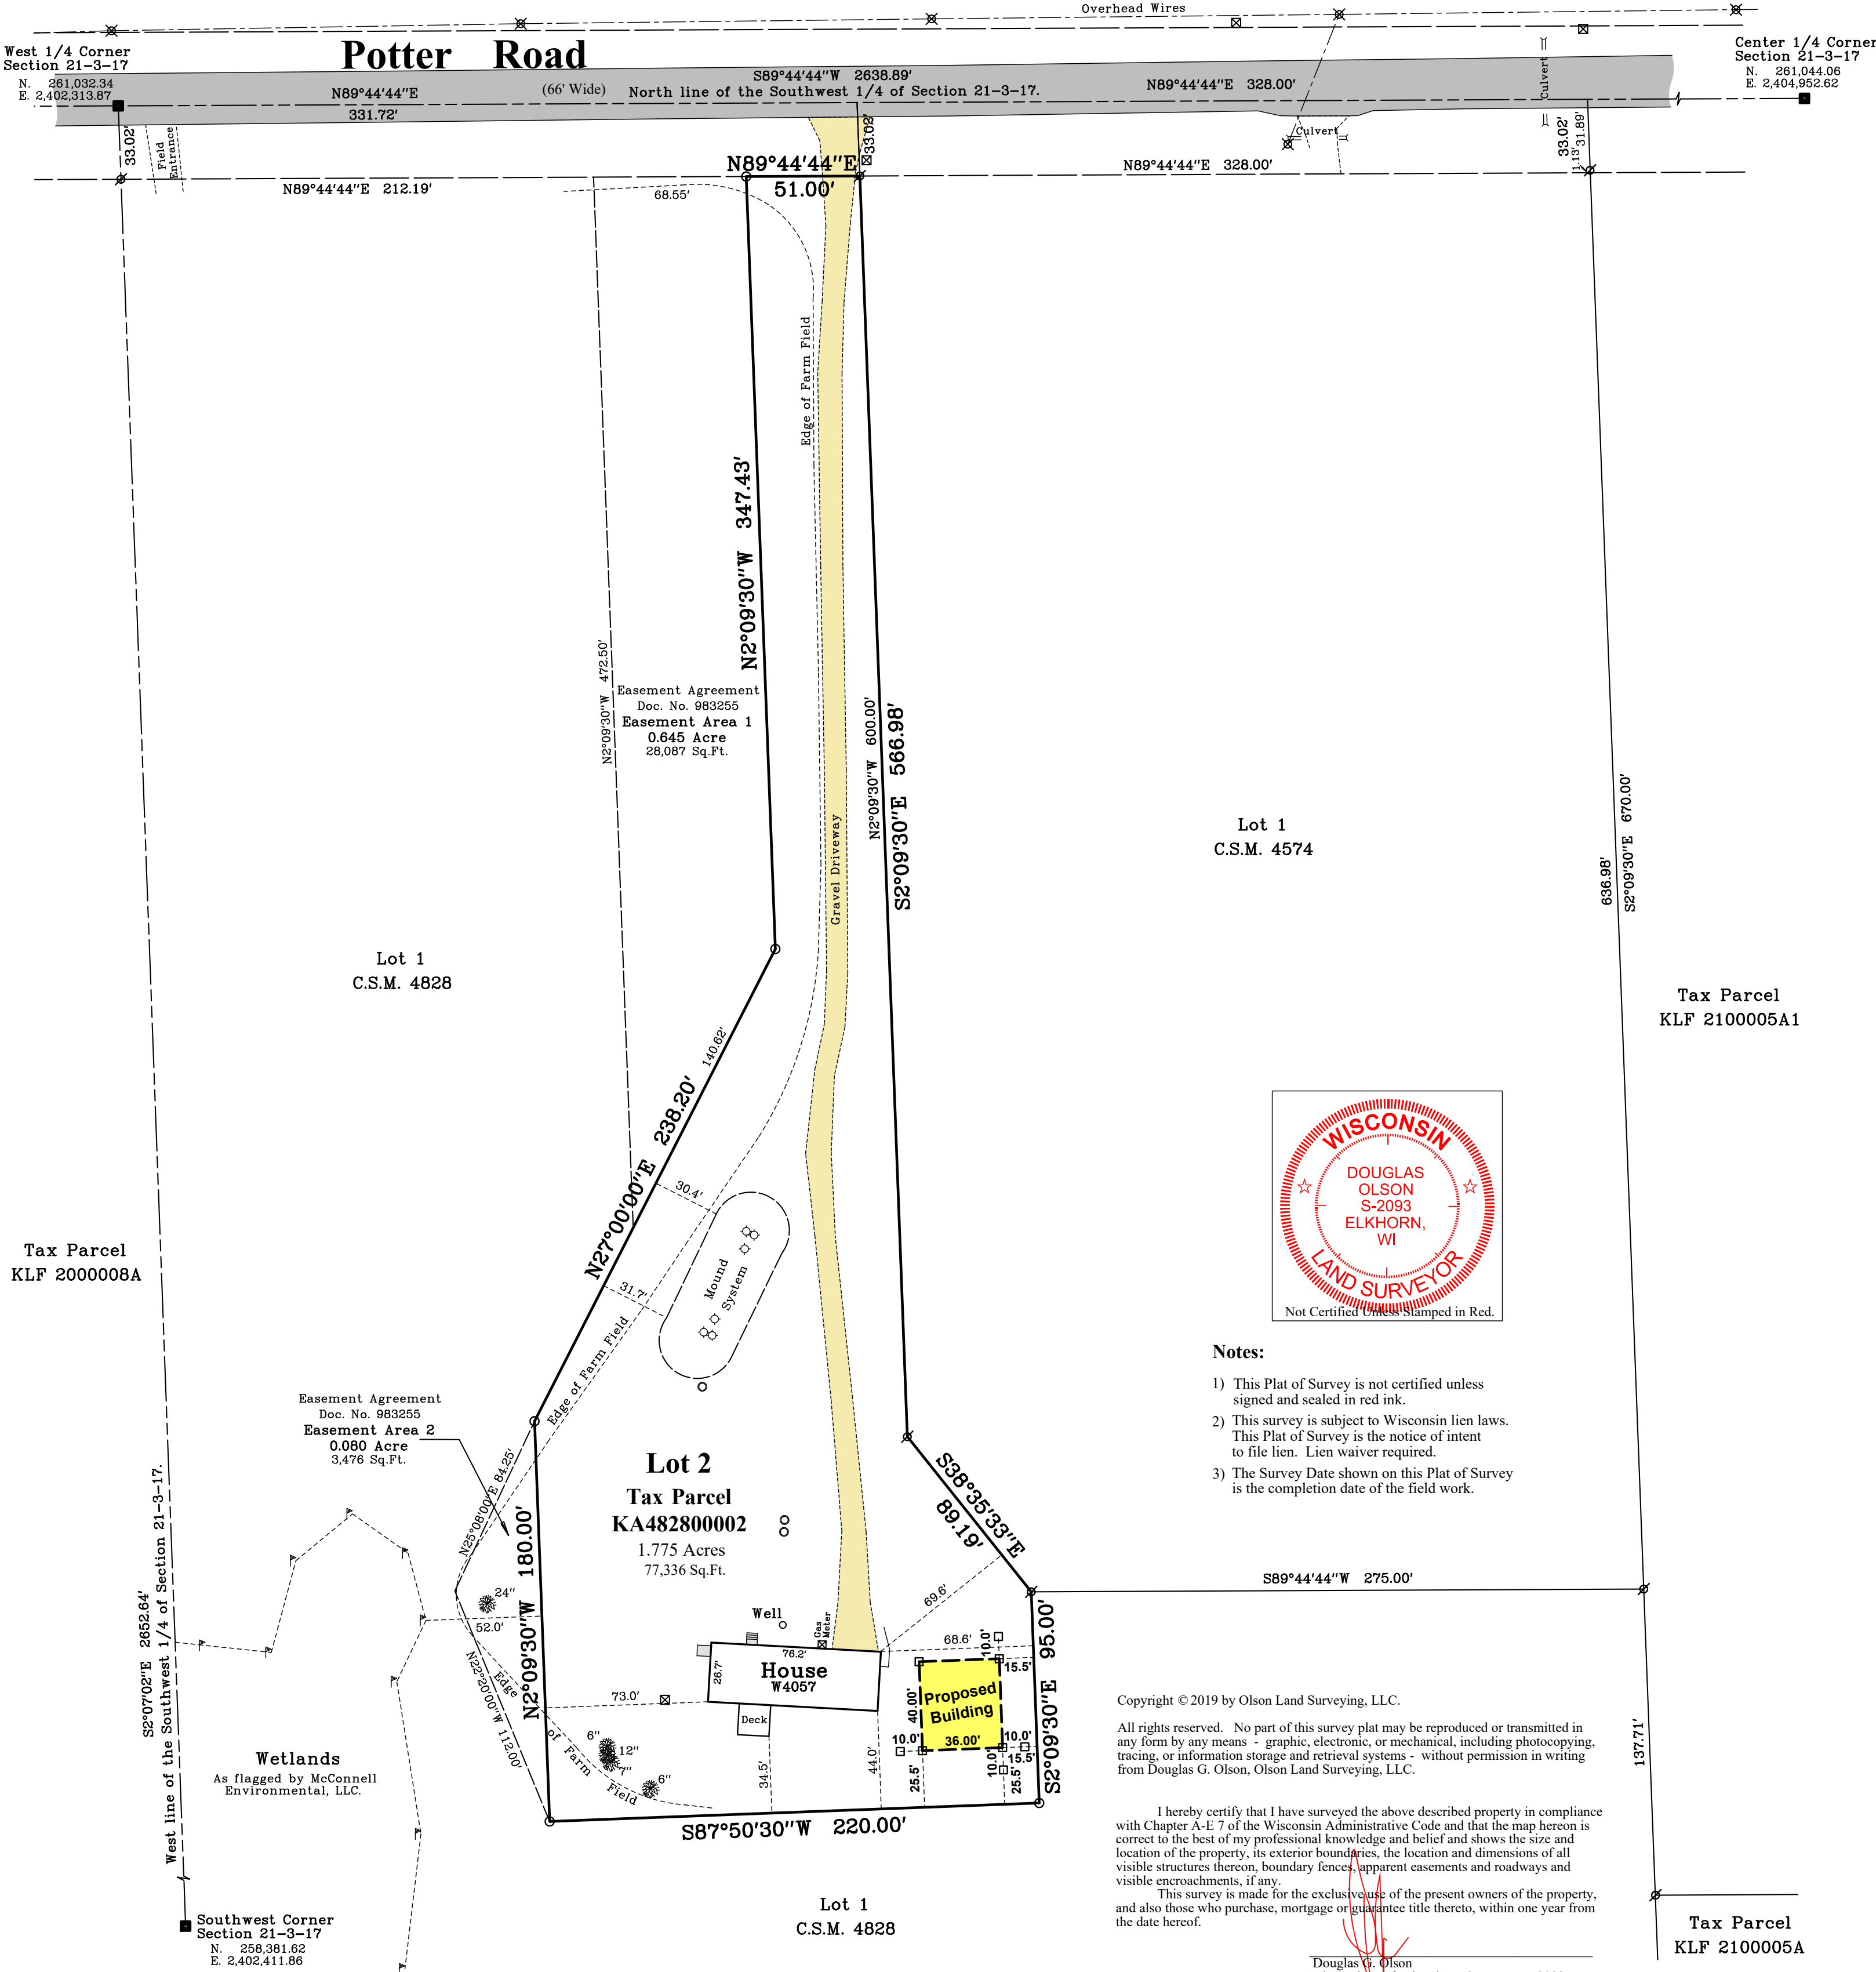 Overhead Wires
Potter Road
(66' Wide)
West 1/4 Corner
Section 21-3-17
N. 261,032.34
E. 2,402,313.87
Center 1/4 Corner
Section 21-3-17
N. 261,044.06
E. 2,404,952.62
S89°44'44"W 2638.89'
North line of the Southwest 1/4 of Section 21-3-17.
N89°44'44"E
331.72'
N89°44'44"E 328.00'
Culvert
Culvert
33.02'
Field
Entrance
33.02'
33.02'
1.13'
31.89'
N89°44'44"E
51.00'
N89°44'44"E 212.19'
N89°44'44"E 328.00'
68.55'
Edge of Farm Field
N2°09'30"W 347.43'
N2°09'30"W 472.50'
Easement Agreement
Doc. No. 983255
Easement Area 1
0.645 Acre
28,087 Sq.Ft.
Gravel Driveway
N2°09'30"W 600.00'
S2°09'30"E 566.98'
Lot 1
C.S.M. 4574
636.98'
S2°09'30"E 670.00'
Lot 1
C.S.M. 4828
Tax Parcel
KLF 2100005A1
140.62'
N27°00'00"E 238.20'
30.4'
31.7'
Mound
System
Edge of Farm Field
Tax Parcel
KLF 2000008A
WISCONSIN
DOUGLAS
OLSON
S-2093
ELKHORN,
WI
LAND SURVEYOR
Not Certified Unless Stamped in Red.
Notes:
1) This Plat of Survey is not certified unless
signed and sealed in red ink.
2) This survey is subject to Wisconsin lien laws.
This Plat of Survey is the notice of intent
to file lien. Lien waiver required.
3) The Survey Date shown on this Plat of Survey
is the completion date of the field work.
Easement Agreement
Doc. No. 983255
Easement Area 2
0.080 Acre
3,476 Sq.Ft.
N25°08'00"E 84.25'
Lot 2
Tax Parcel
KA482800002
1.775 Acres
77,336 Sq.Ft.
S38°35'33"E
89.19'
N2°09'30"W 180.00'
S89°44'44"W 275.00'
24"
52.0'
N22°20'00"W 112.00'
Well
Gas
Meter
69.6'
68.6'
76.2'
26.7'
House
W4057
Deck
73.0'
Edge
of Farm
Field
6"
12"
7"
6"
34.5'
44.0'
Proposed
Building
40.00'
36.00'
10.0'
15.5'
10.0'
10.0'
15.5'
10.0'
25.5'
25.5'
S2°09'30"E 95.00'
S87°50'30"W 220.00'
S2°07'02"E 2652.64'
West line of the Southwest 1/4 of Section 21-3-17.
Wetlands
As flagged by McConnell
Environmental, LLC.
137.71'
Southwest Corner
Section 21-3-17
N. 258,381.62
E. 2,402,411.86
Lot 1
C.S.M. 4828
Copyright © 2019 by Olson Land Surveying, LLC.
All rights reserved. No part of this survey plat may be reproduced or transmitted in
any form by any means - graphic, electronic, or mechanical, including photocopying,
tracing, or information storage and retrieval systems - without permission in writing
from Douglas G. Olson, Olson Land Surveying, LLC.
I hereby certify that I have surveyed the above described property in compliance
with Chapter A-E 7 of the Wisconsin Administrative Code and that the map hereon is
correct to the best of my professional knowledge and belief and shows the size and
location of the property, its exterior boundaries, the location and dimensions of all
visible structures thereon, boundary fences, apparent easements and roadways and
visible encroachments, if any.
This survey is made for the exclusive use of the present owners of the property,
and also those who purchase, mortgage or guarantee title thereto, within one year from
the date hereof.
Douglas G. Olson
Tax Parcel
KLF 2100005A